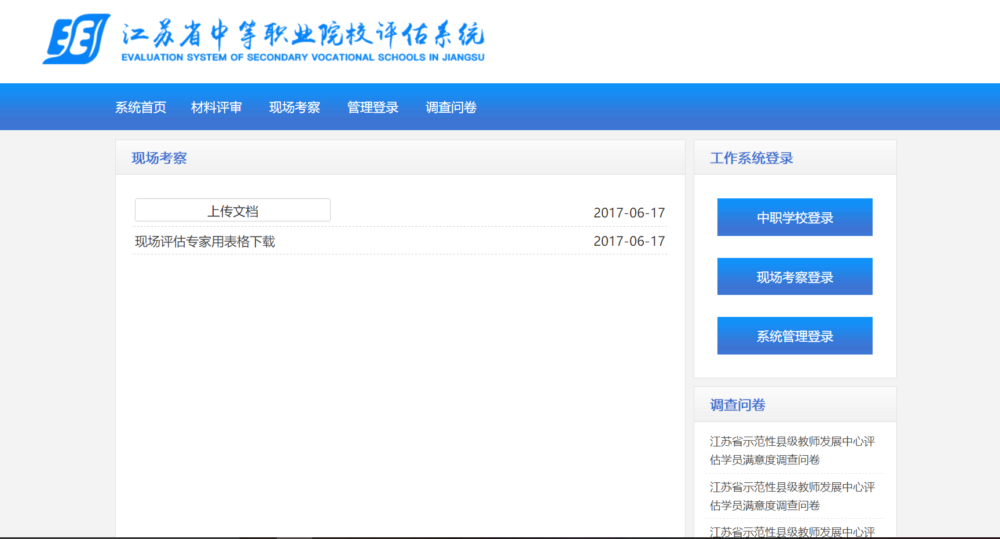 江苏省中等职业院校评估系统
EVALUATION SYSTEM OF SECONDARY VOCATIONAL SCHOOLS IN JIANGSU
系统首页 材料评审 现场考察 管理登录 调查问卷
现场考察
上传文档 2017-06-17
现场评估专家用表格下载 2017-06-17
工作系统登录
中职学校登录
现场考察登录
系统管理登录
调查问卷
江苏省示范性县级教师发展中心评
估学员满意度调查问卷
江苏省示范性县级教师发展中心评
估学员满意度调查问卷
江苏省示范性县级教师发展中心评